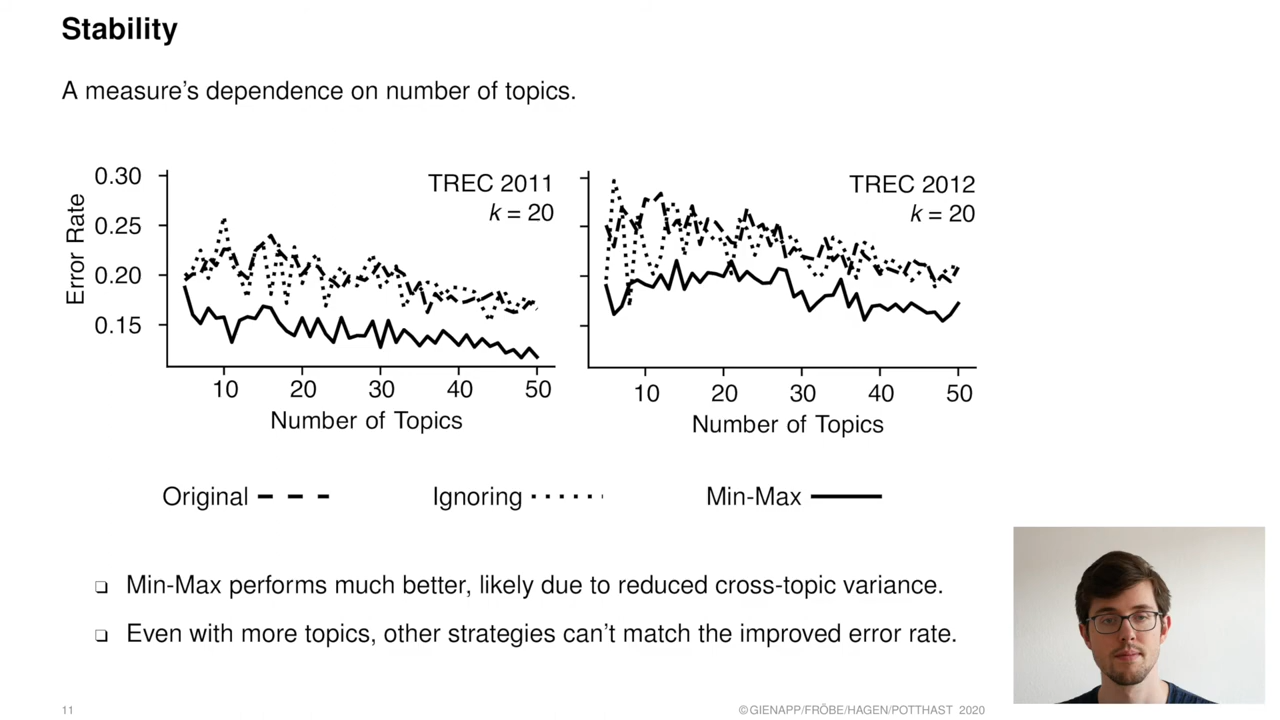 Stability
A measure's dependence on number of topics.
Error Rate
0.30
0.25
0.20
0.15
TREC 2011
k = 20
10 20 30 40 50
Number of Topics
TREC 2012
k = 20
10 20 30 40 50
Number of Topics
Original
Ignoring
Min-Max
❏ Min-Max performs much better, likely due to reduced cross-topic variance.
❏ Even with more topics, other strategies can't match the improved error rate.
11
© GIENAPP/FRÖBE/HAGEN/POTTHAST 2020